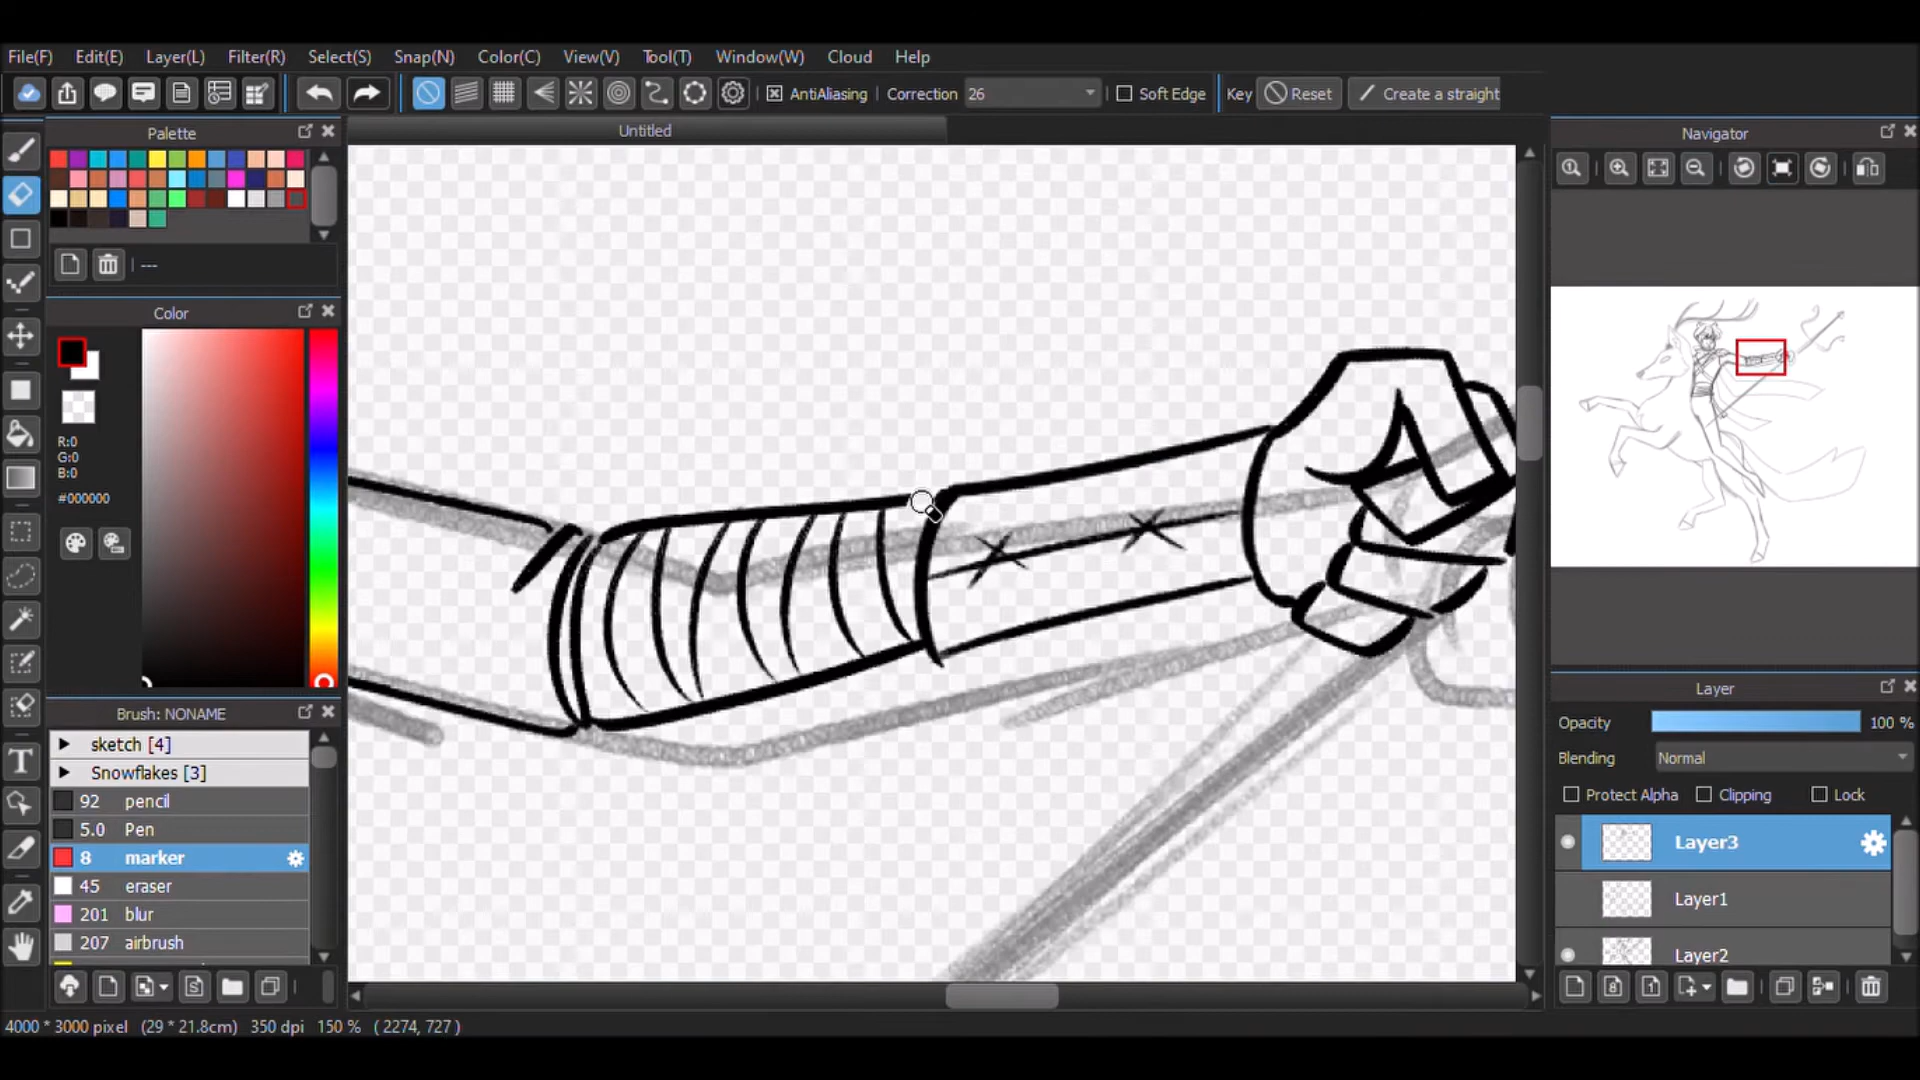 File(F) Edit(E) Layer(L) Filter(R) Select(S) Snap(N) Color(C) View(V) Tool(T) Window(W) Cloud Help
AntiAliasing Correction 26 Soft Edge Key Reset Create a straight
Palette
Untitled
Navigator
---
Color
R:0
G:0
B:0
#000000
Brush: NONAME
sketch [4]
Snowflakes [3]
92 pencil
5.0 Pen
8 marker
45 eraser
201 blur
207 airbrush
Layer
Opacity 100 %
Blending Normal
Protect Alpha Clipping Lock
Layer3
Layer1
Layer2
4000 * 3000 pixel (29 * 21.8cm) 350 dpi 150 % ( 2274, 727 )